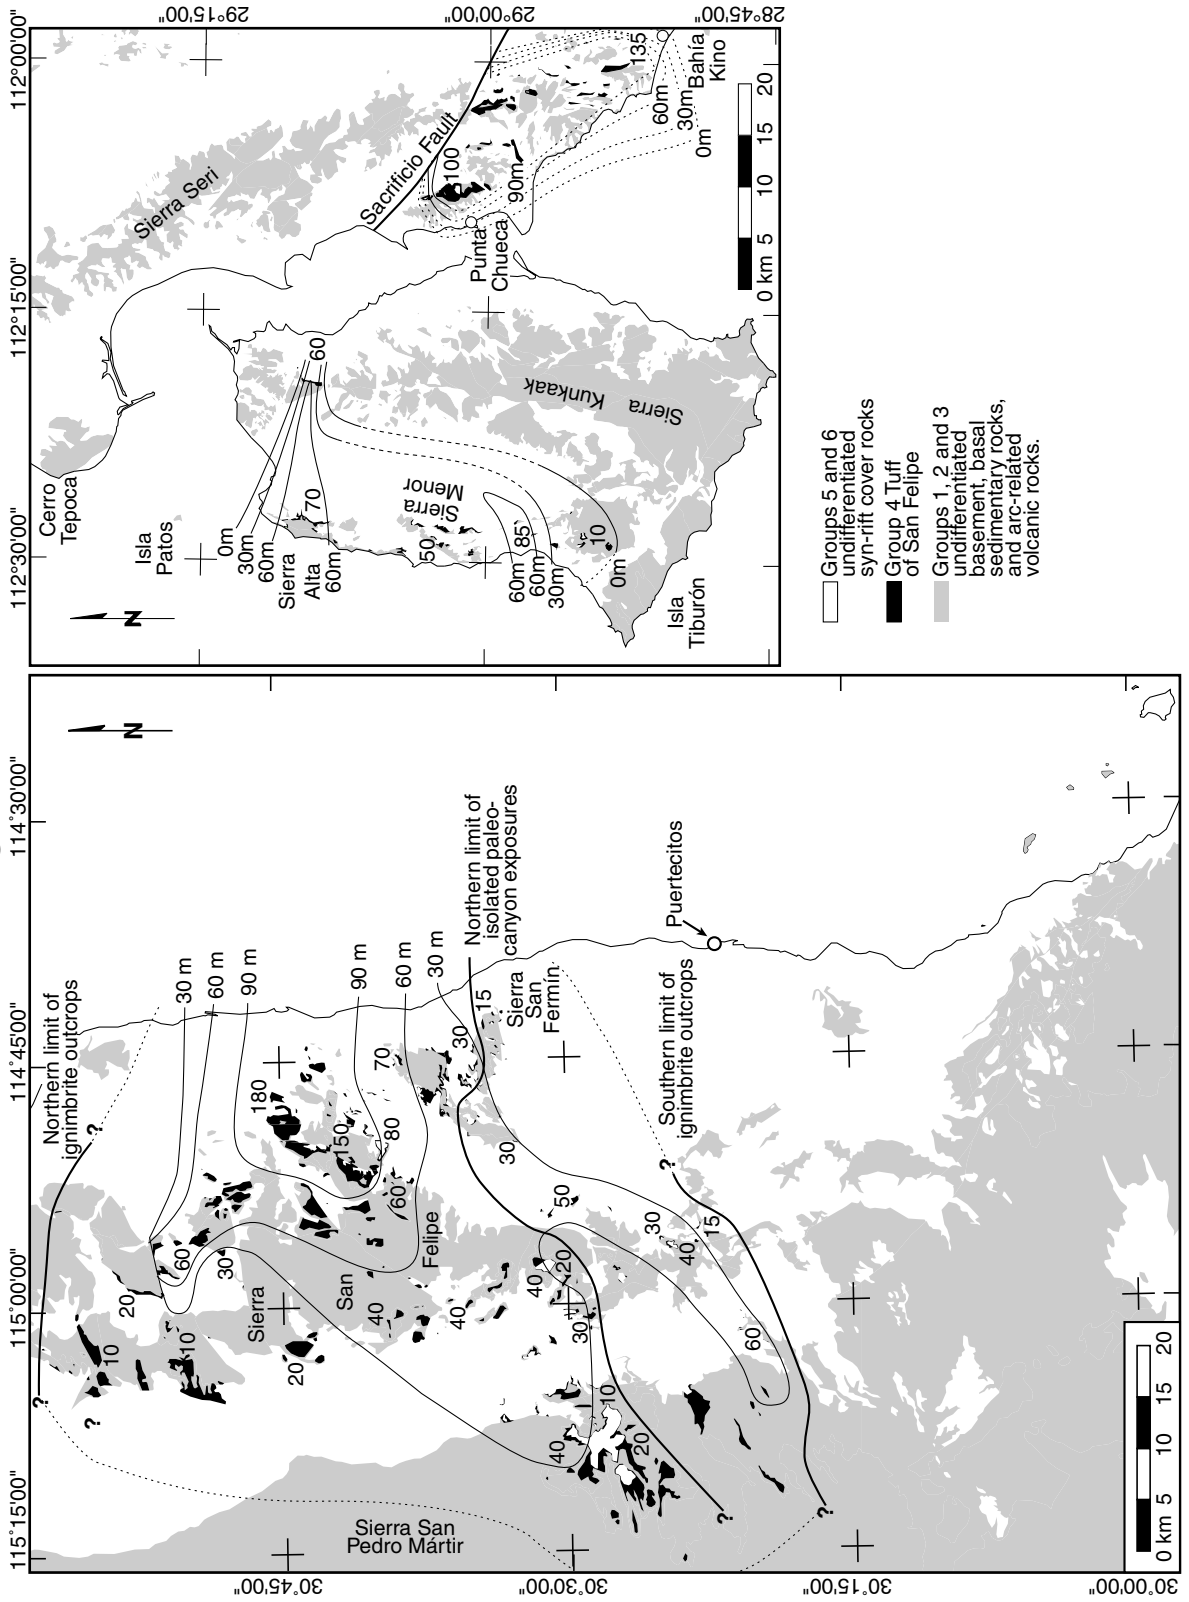 112°00'00"
112°15'00"
112°30'00"
29°15'00"
29°00'00"
28°45'00"
N
Cerro
Tepoca
Isla
Patos
Sierra Seri
Sacrificio Fault
100
90m
135
Bahía
Kino
60m
30m
0m
Punta
Chueca
0 km 5 10 15 20
60
0m
30m
60m
Sierra
Alta
60m
70
Sierra
Menor
50
Sierra
Kunkaak
85
60m
60m
30m
10
0m
Isla
Tiburón
Groups 5 and 6
undifferentiated
syn-rift cover rocks
Group 4 Tuff
of San Felipe
Groups 1, 2 and 3
undifferentiated
basement, basal
sedimentary rocks,
and arc-related
volcanic rocks.
114°30'00"
114°45'00"
115°00'00"
115°15'00"
30°45'00"
30°30'00"
30°15'00"
30°00'00"
N
Northern limit of
ignimbrite outcrops
?
?
?
30 m
60 m
90 m
90 m
60 m
30 m
Northern limit of
isolated paleo-
canyon exposures
15
Sierra
San
Fermín
30
70
180
150
80
60
Felipe
San
Sierra
60
30
20
10
10
20
40
40
40
20
30
30
50
30
40
15
60
10
40
20
Southern limit of
ignimbrite outcrops
?
?
?
Puertecitos
Sierra San
Pedro Mártir
0 km 5 10 15 20